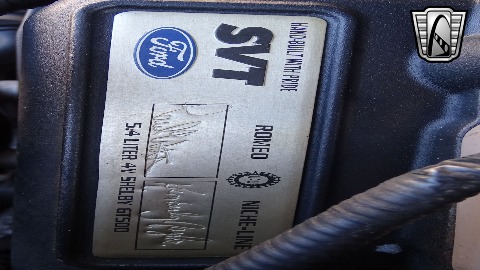 HAND-BUILT WITH PRIDE
SVT
Ford
ROMEO
NICHE-LINE
5.4 LITER 4V SHELBY GT500